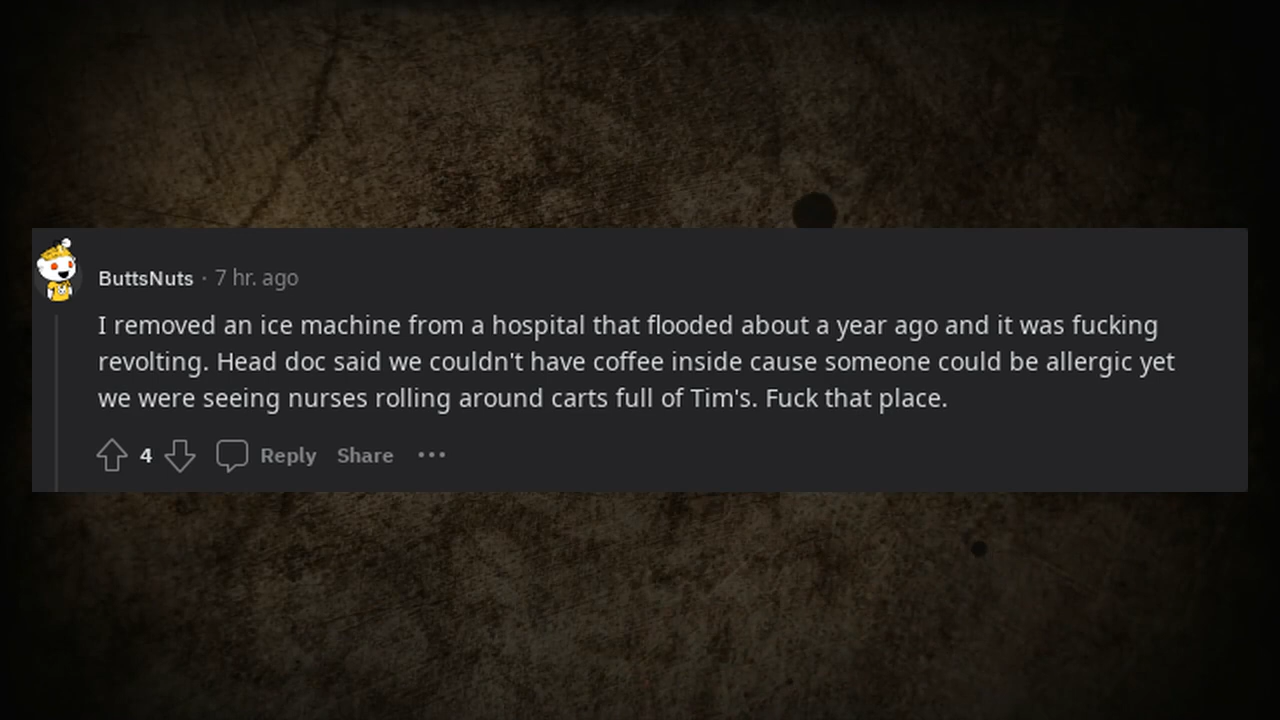 ButtsNuts · 7 hr. ago
I removed an ice machine from a hospital that flooded about a year ago and it was fucking
revolting. Head doc said we couldn't have coffee inside cause someone could be allergic yet
we were seeing nurses rolling around carts full of Tim's. Fuck that place.
4 Reply Share ···